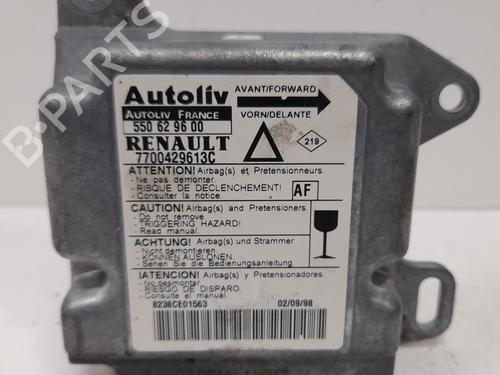 Autoliv
AVANT/FORWARD
AUTOLIV FRANCE
550 62 96 00
VORN/DELANTE
RENAULT
7700429613C
219
ATTENTION! Airbag(s) et Pretensionneurs.
- Ne pas demonter.
- RISQUE DE DECLENCHEMENT!
- Consulter la notice.
AF
CAUTION! Airbag(s) and Pretensioners.
- Do not remove.
- TRIGGERING HAZARD!
- Read manual.
ACHTUNG! Airbag(s) und Strammer
- Nicht demontieren.
- KÖNNEN AUSLÖSEN.
- Sehen Sie die Bedienungsanleitung.
¡ATENCION! Airbag(s) y Pretensionadores.
- No desmontar
- RIESGO DE DISPARO.
- Consulte el manual.
8238CE01563
02/09/98
B-PARTS